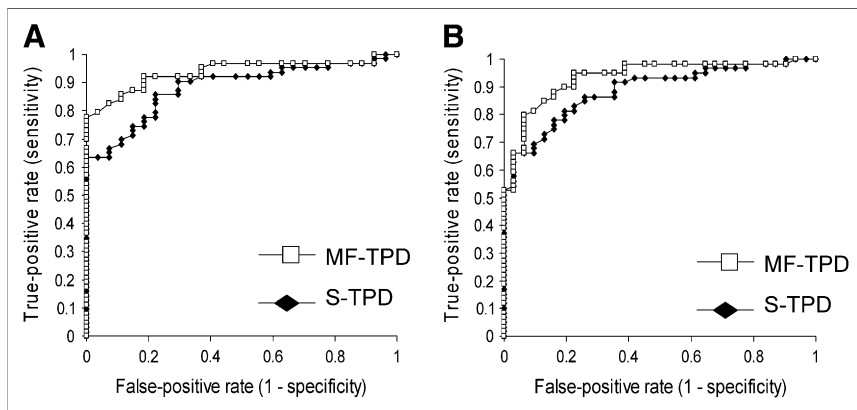 A
True-positive rate (sensitivity)
1
0.9
0.8
0.7
0.6
0.5
0.4
0.3
0.2
0.1
0
0 0.2 0.4 0.6 0.8 1
False-positive rate (1 - specificity)
MF-TPD
S-TPD
B
True-positive rate (sensitivity)
1
0.9
0.8
0.7
0.6
0.5
0.4
0.3
0.2
0.1
0
0 0.2 0.4 0.6 0.8 1
False-positive rate (1 - specificity)
MF-TPD
S-TPD